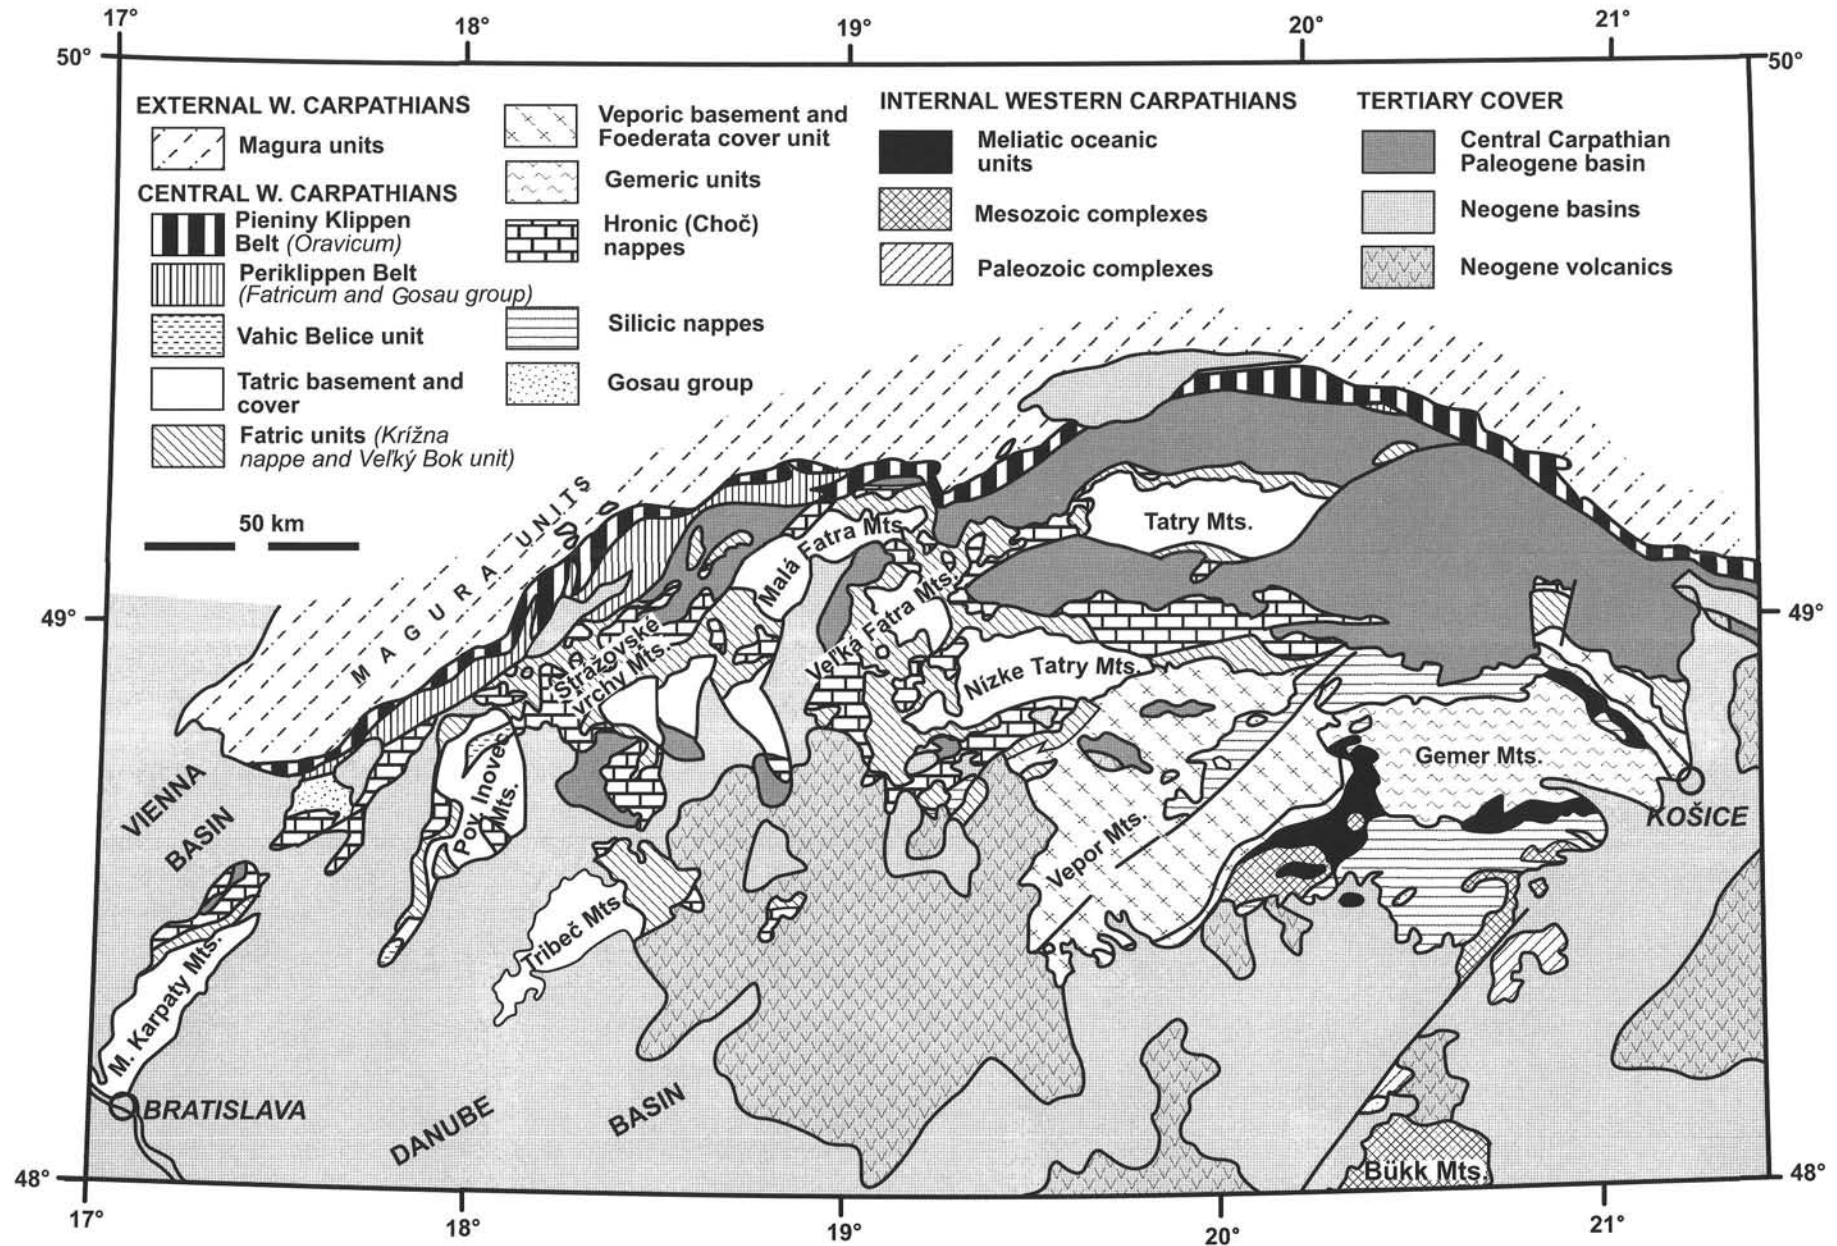 17°
18°
19°
20°
21°
50°
50°
EXTERNAL W. CARPATHIANS
Magura units
CENTRAL W. CARPATHIANS
Pieniny Klippen
Belt (Oravicum)
Periklippen Belt
(Fatricum and Gosau group)
Vahic Belice unit
Tatric basement and
cover
Fatric units (Krížna
nappe and Veľký Bok unit)
50 km
Veporic basement and
Foederata cover unit
Gemeric units
Hronic (Choč)
nappes
Silicic nappes
Gosau group
INTERNAL WESTERN CARPATHIANS
Meliatic oceanic
units
Mesozoic complexes
Paleozoic complexes
TERTIARY COVER
Central Carpathian
Paleogene basin
Neogene basins
Neogene volcanics
MAGURA UNITS
Tatry Mts.
Malá Fatra Mts.
Veľká Fatra Mts.
49°
49°
Strážovské
vrchy Mts.
Nízke Tatry Mts.
Pov. Inovec
Mts.
Gemer Mts.
VIENNA
BASIN
KOŠICE
Vepor Mts.
Tribeč Mts.
M. Karpaty Mts.
BRATISLAVA
DANUBE
BASIN
Bükk Mts.
48°
48°
17°
18°
19°
20°
21°